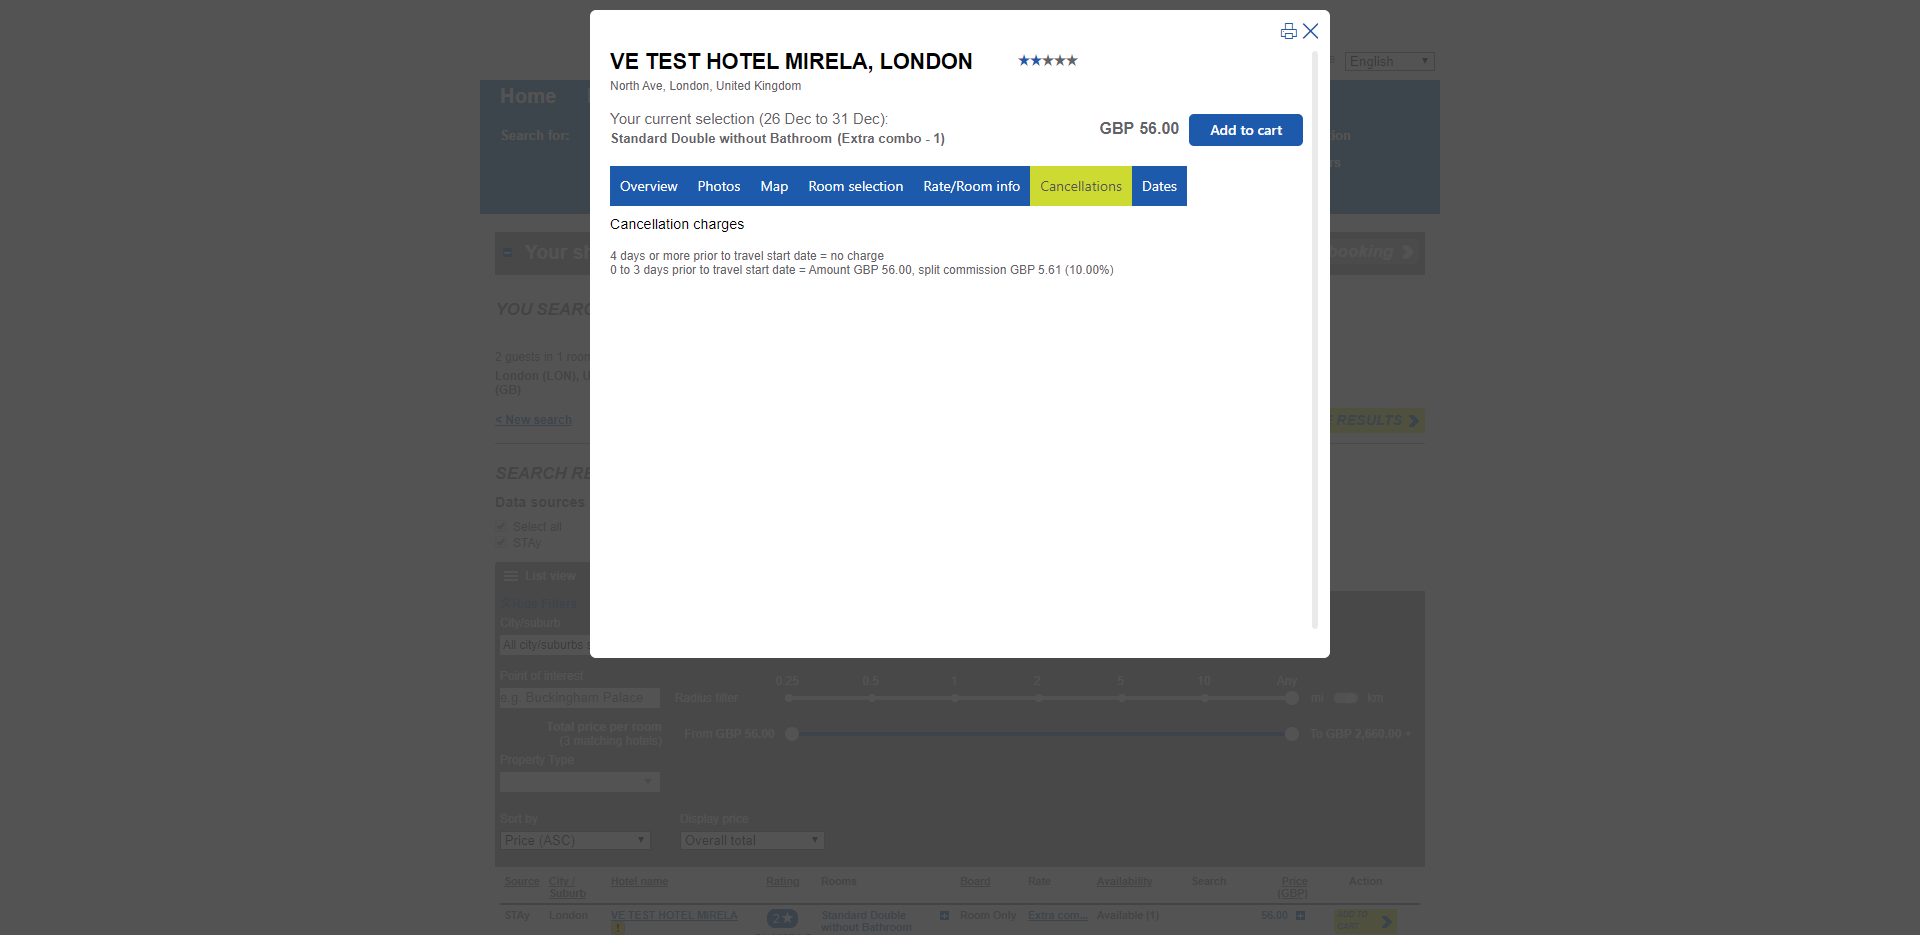 VE TEST HOTEL MIRELA, LONDON
North Ave, London, United Kingdom
Your current selection (26 Dec to 31 Dec):
Standard Double without Bathroom (Extra combo - 1)
GBP 56.00 Add to cart
Overview Photos Map Room selection Rate/Room info Cancellations Dates
Cancellation charges
4 days or more prior to travel start date = no charge
0 to 3 days prior to travel start date = Amount GBP 56.00, split commission GBP 5.61 (10.00%)
English
Home
Search for:
Your
booking
YOU
2 guests in 1
London (LON),
(GB)
< New search
RESULTS
SEARCH
Data sources
Select all
STAy
List view
Hide Filters
City/suburb
All city/suburbs
Point of interest
e.g. Buckingham Palace
Radius filter
0.25 0.5 1 2 5 10 Any
mi km
Total price per room
(3 matching hotels)
From GBP 56.00
To GBP 2,660.00 +
Property Type
Sort by Display price
Price (ASC) Overall total
Source City / Suburb Hotel name Rating Rooms Board Rate Availability Search Price (GBP) Action
STAy London VE TEST HOTEL MIRELA 2 Standard Double without Bathroom Room Only Extra com... Available (1) 56.00 ADD TO CART